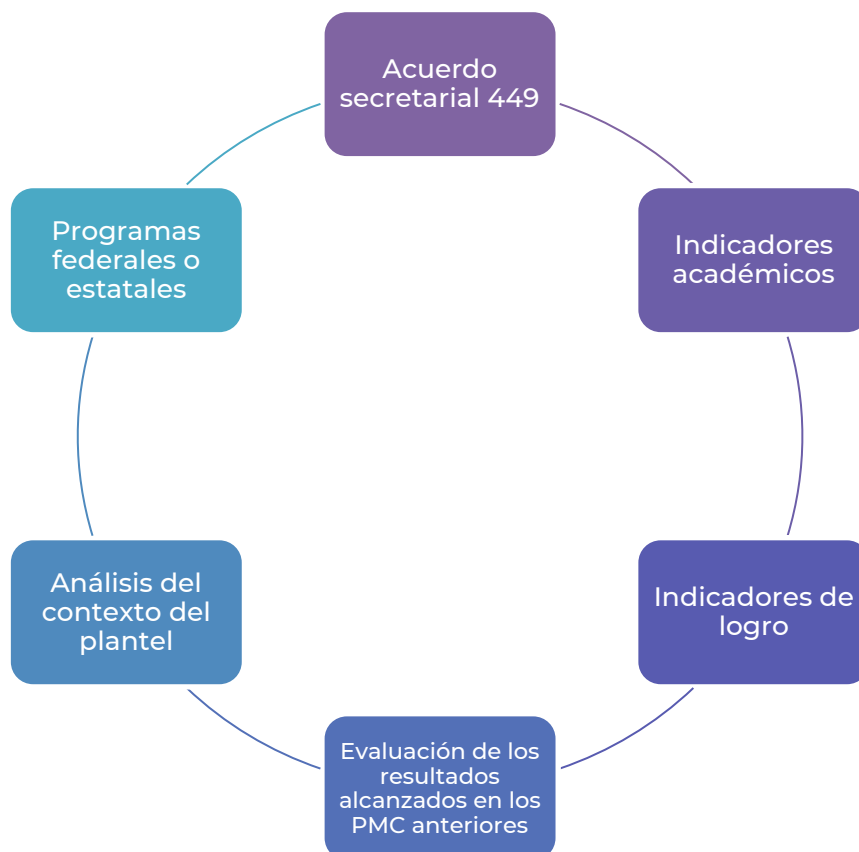 Acuerdo
secretarial 449
Indicadores
académicos
Indicadores de
logro
Evaluación de los
resultados
alcanzados en los
PMC anteriores
Análisis del
contexto del
plantel
Programas
federales o
estatales